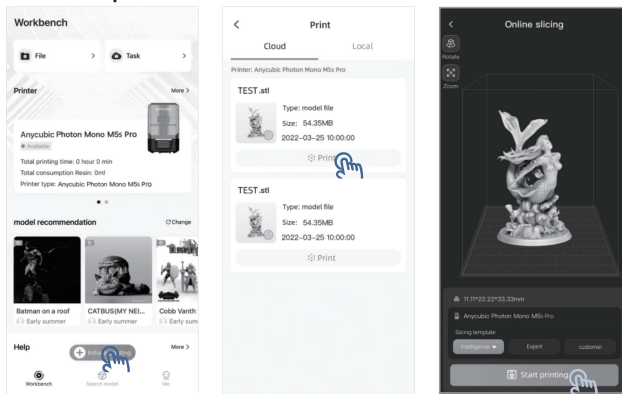 Workbench
File >
Task >
Printer
More >
Anycubic Photon Mono M5s Pro
Available
Total printing time: 0 hour 0 min
Total consumption Resin: 0ml
Printer type: Anycubic Photon Mono M5s Pro
model recommendation
Change
Batman on a roof
Early summer
CATBUS(MY NEI...
Early summer
Cobb Vanth
Early sum
Help
More >
Workbench
Search model
Me
Print
Cloud
Local
Printer: Anycubic Photon Mono M5s Pro
TEST.stl
Type: model file
Size: 54.35MB
2022-03-25 10:00:00
Print
TEST.stl
Type: model file
Size: 54.35MB
2022-03-25 10:00:00
Print
Online slicing
Rotate
Zoom
11.11*22.22*33.33mm
Anycubic Photon Mono M5s Pro
Slicing template
Intelligence
Expert
customer
Start printing